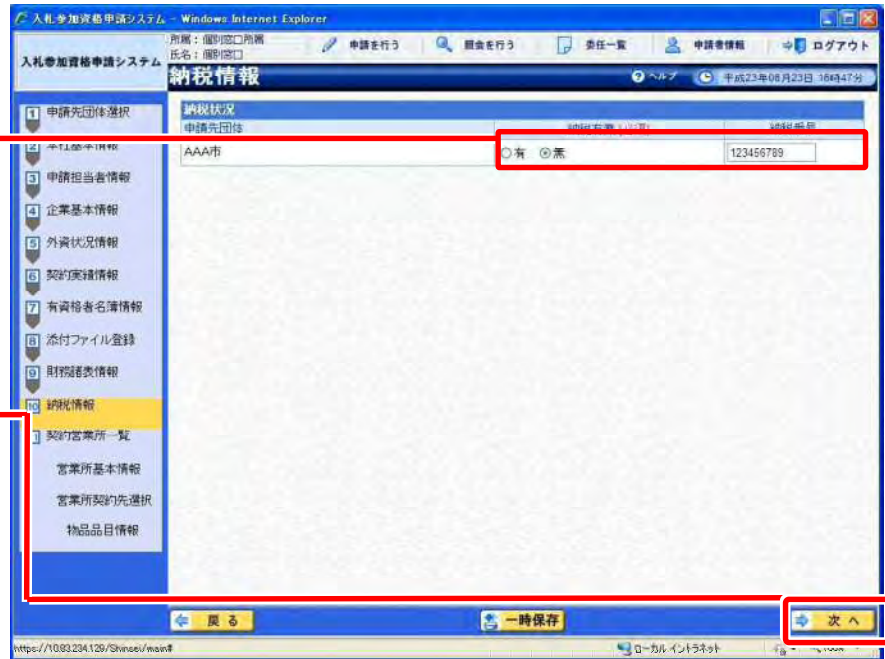 入札参加資格申請システム - Windows Internet Explorer
入札参加資格申請システム
所属：個別窓口所属
氏名：個別窓口
申請を行う
照会を行う
委任一覧
申請者情報
ログアウト
納税情報
ヘルプ
平成23年08月23日 16時47分
1 申請先団体選択
2 本社基本情報
3 申請担当者情報
4 企業基本情報
5 外資状況情報
6 契約実績情報
7 有資格者名簿情報
8 添付ファイル登録
9 財務諸表情報
10 納税情報
契約営業所一覧
営業所基本情報
営業所契約先選択
物品品目情報
納税状況
申請先団体
納税番号
AAA市
有 無
123456789
戻る
一時保存
次へ
https://10.83.234.129/Shinsei/main#
ローカル イントラネット